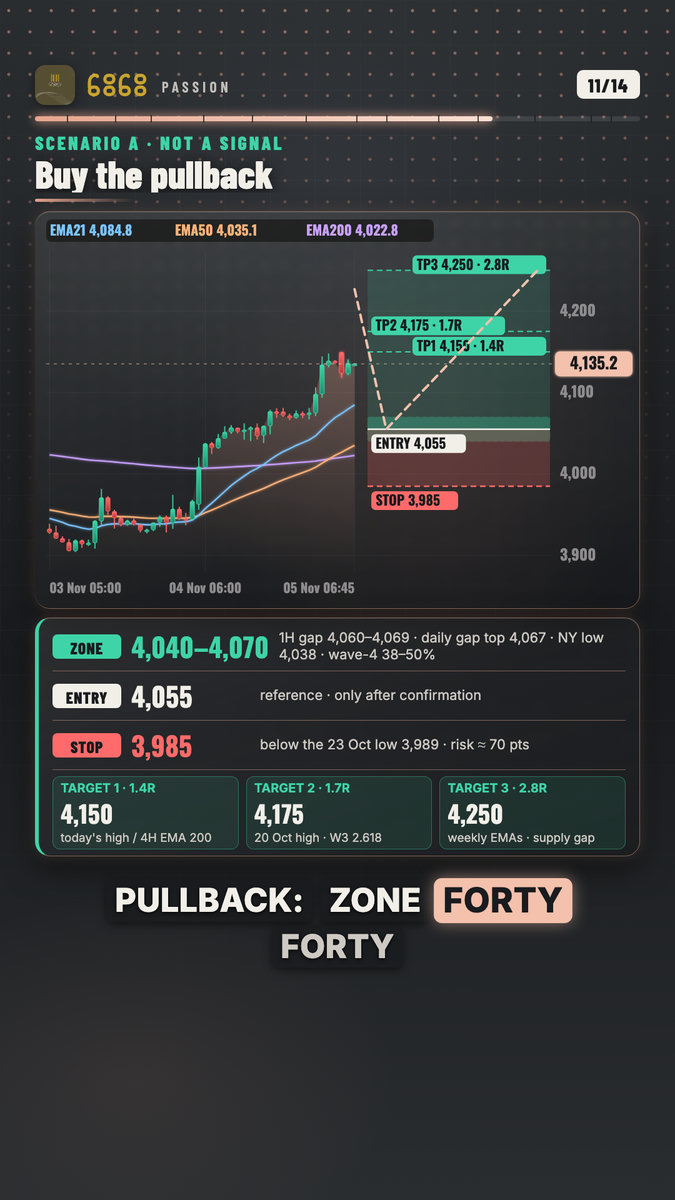 6868 PASSION
11/14
SCENARIO A · NOT A SIGNAL
Buy the pullback
EMA21 4,084.8 EMA50 4,035.1 EMA200 4,022.8
TP3 4,250 · 2.8R
4,200
TP2 4,175 · 1.7R
TP1 4,150 · 1.4R
4,135.2
4,100
ENTRY 4,055
4,000
STOP 3,985
3,900
03 Nov 05:00 04 Nov 06:00 05 Nov 06:45
ZONE 4,040–4,070 1H gap 4,060–4,069 · daily gap top 4,067 · NY low
4,038 · wave-4 38–50%
ENTRY 4,055 reference · only after confirmation
STOP 3,985 below the 23 Oct low 3,989 · risk ≈ 70 pts
TARGET 1 · 1.4R TARGET 2 · 1.7R TARGET 3 · 2.8R
4,150 4,175 4,250
today's high / 4H EMA 200 20 Oct high · W3 2.618 weekly EMAs · supply gap
PULLBACK: ZONE FORTY
FORTY